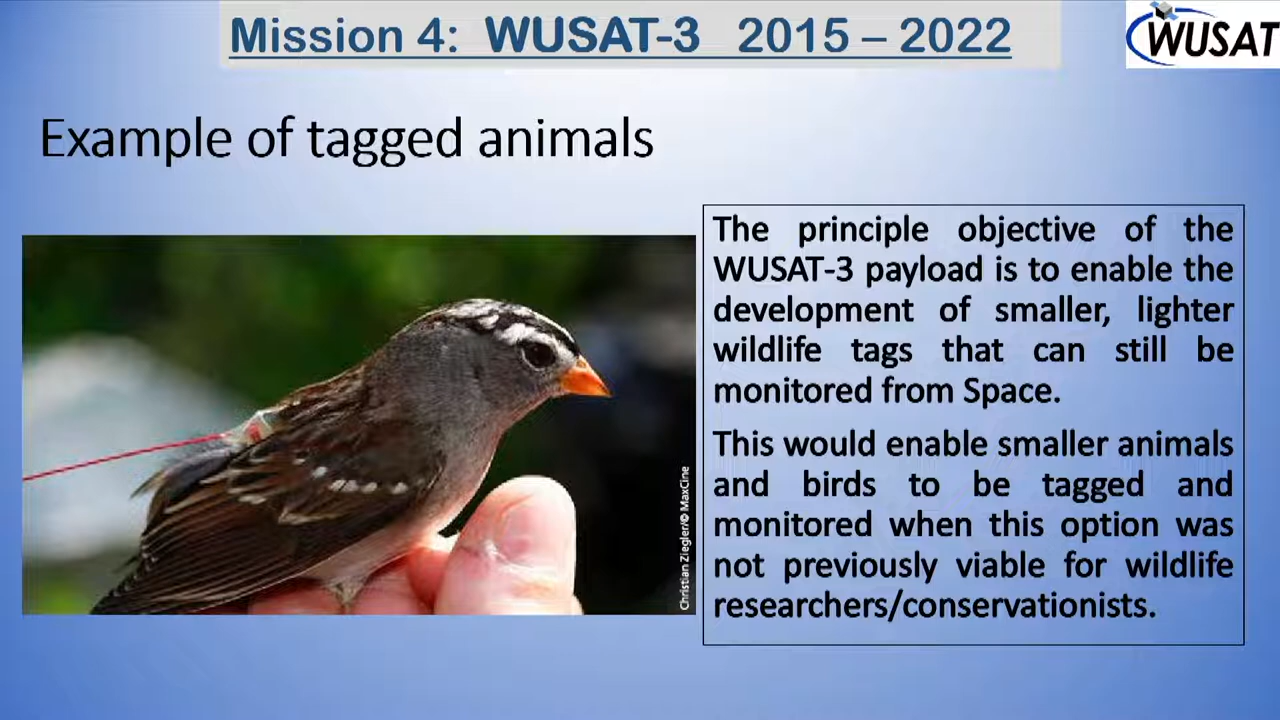 Mission 4: WUSAT-3 2015 – 2022
WUSAT
Example of tagged animals
The principle objective of the
WUSAT-3 payload is to enable the
development of smaller, lighter
wildlife tags that can still be
monitored from Space.
This would enable smaller animals
and birds to be tagged and
monitored when this option was
not previously viable for wildlife
researchers/conservationists.
Christian Ziegler/© MaxCine